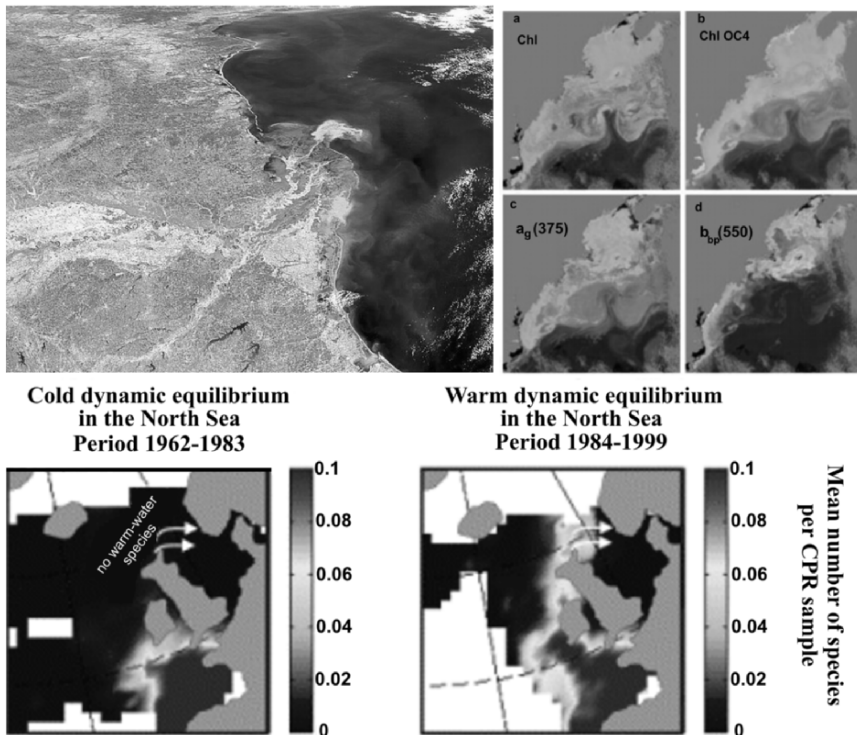 a
Chl
b
Chl OC4
c
a_g(375)
d
b_bp(550)
Cold dynamic equilibrium
in the North Sea
Period 1962-1983
Warm dynamic equilibrium
in the North Sea
Period 1984-1999
no warm-water
species
0.1
0.08
0.06
0.04
0.02
0
0.1
0.08
0.06
0.04
0.02
0
Mean number of species
per CPR sample